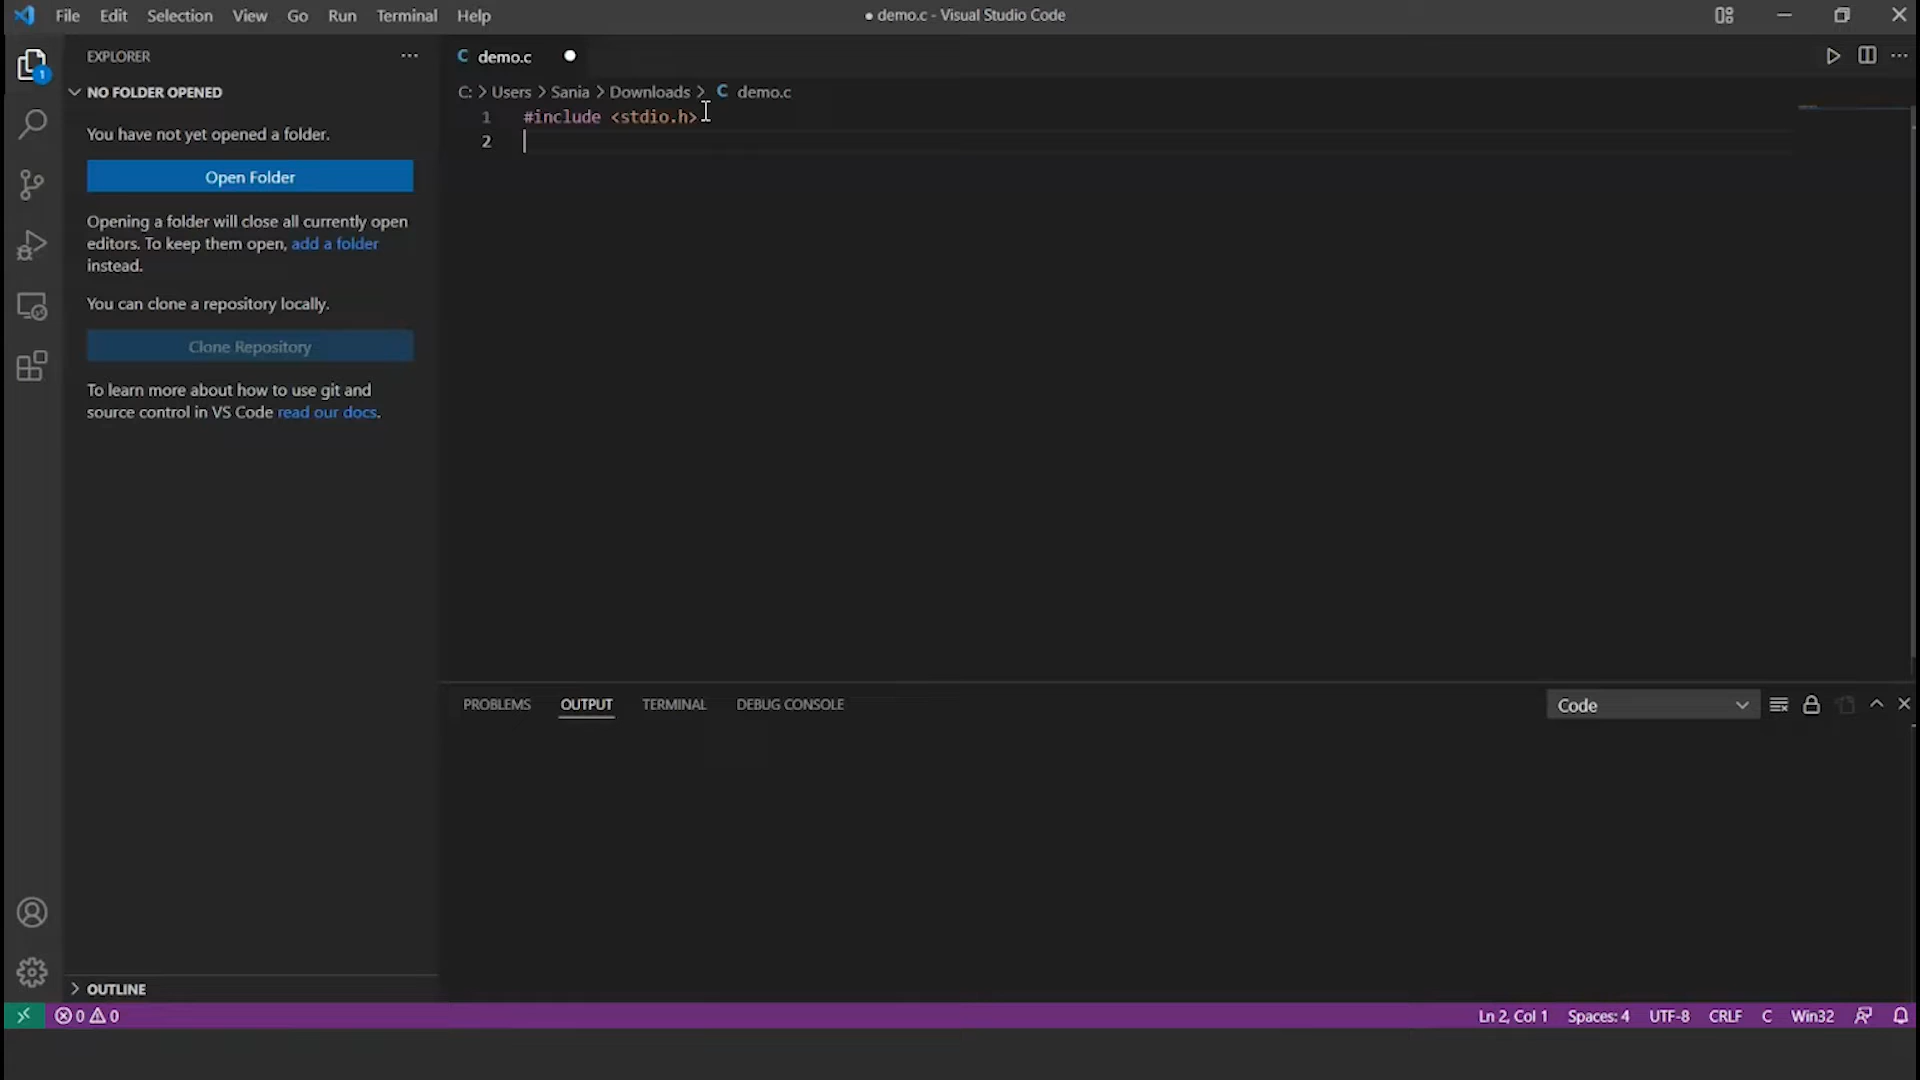 File Edit Selection View Go Run Terminal Help
● demo.c - Visual Studio Code
EXPLORER
NO FOLDER OPENED
You have not yet opened a folder.
Open Folder
Opening a folder will close all currently open
editors. To keep them open, add a folder
instead.
You can clone a repository locally.
Clone Repository
To learn more about how to use git and
source control in VS Code read our docs.
OUTLINE
1
C demo.c
C: > Users > Sania > Downloads > C demo.c
1 #include <stdio.h>
2
PROBLEMS OUTPUT TERMINAL DEBUG CONSOLE
Code
0 0
Ln 2, Col 1 Spaces: 4 UTF-8 CRLF C Win32